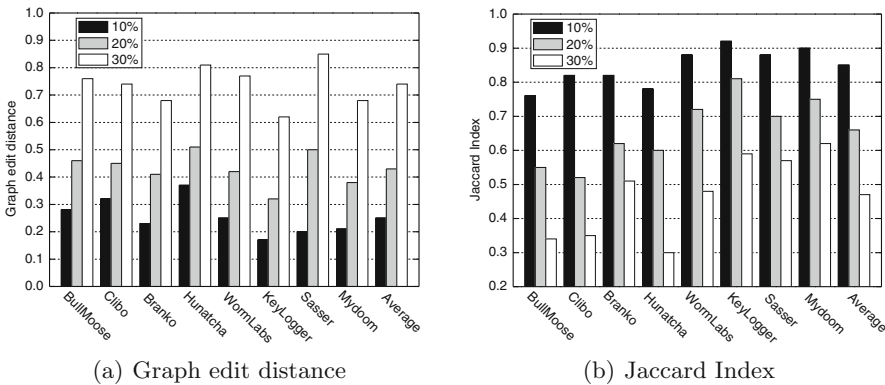 1.0
0.9
0.8
0.7
0.6
0.5
0.4
0.3
0.2
0.1
0.0
Graph edit distance
10%
20%
30%
BullMoose
Clibo
Branko
Hunatcha
WormLabs
KeyLogger
Sasser
Mydoom
Average
(a) Graph edit distance
1.0
0.9
0.8
0.7
0.6
0.5
0.4
0.3
0.2
Jaccard Index
10%
20%
30%
BullMoose
Clibo
Branko
Hunatcha
WormLabs
KeyLogger
Sasser
Mydoom
Average
(b) Jaccard Index